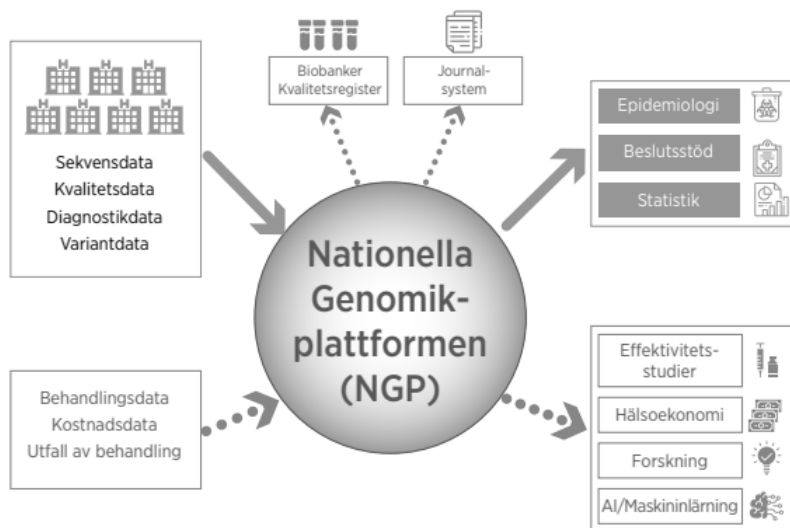 H H H
H H H H
Sekvensdata
Kvalitetsdata
Diagnostikdata
Variantdata
Biobanker
Kvalitetsregister
Journal-
system
Epidemiologi
Beslutsstöd
Statistik
Nationella
Genomik-
plattformen
(NGP)
Behandlingsdata
Kostnadsdata
Utfall av behandling
Effektivitets-
studier
Hälsoekonomi
Forskning
AI/Maskininlärning